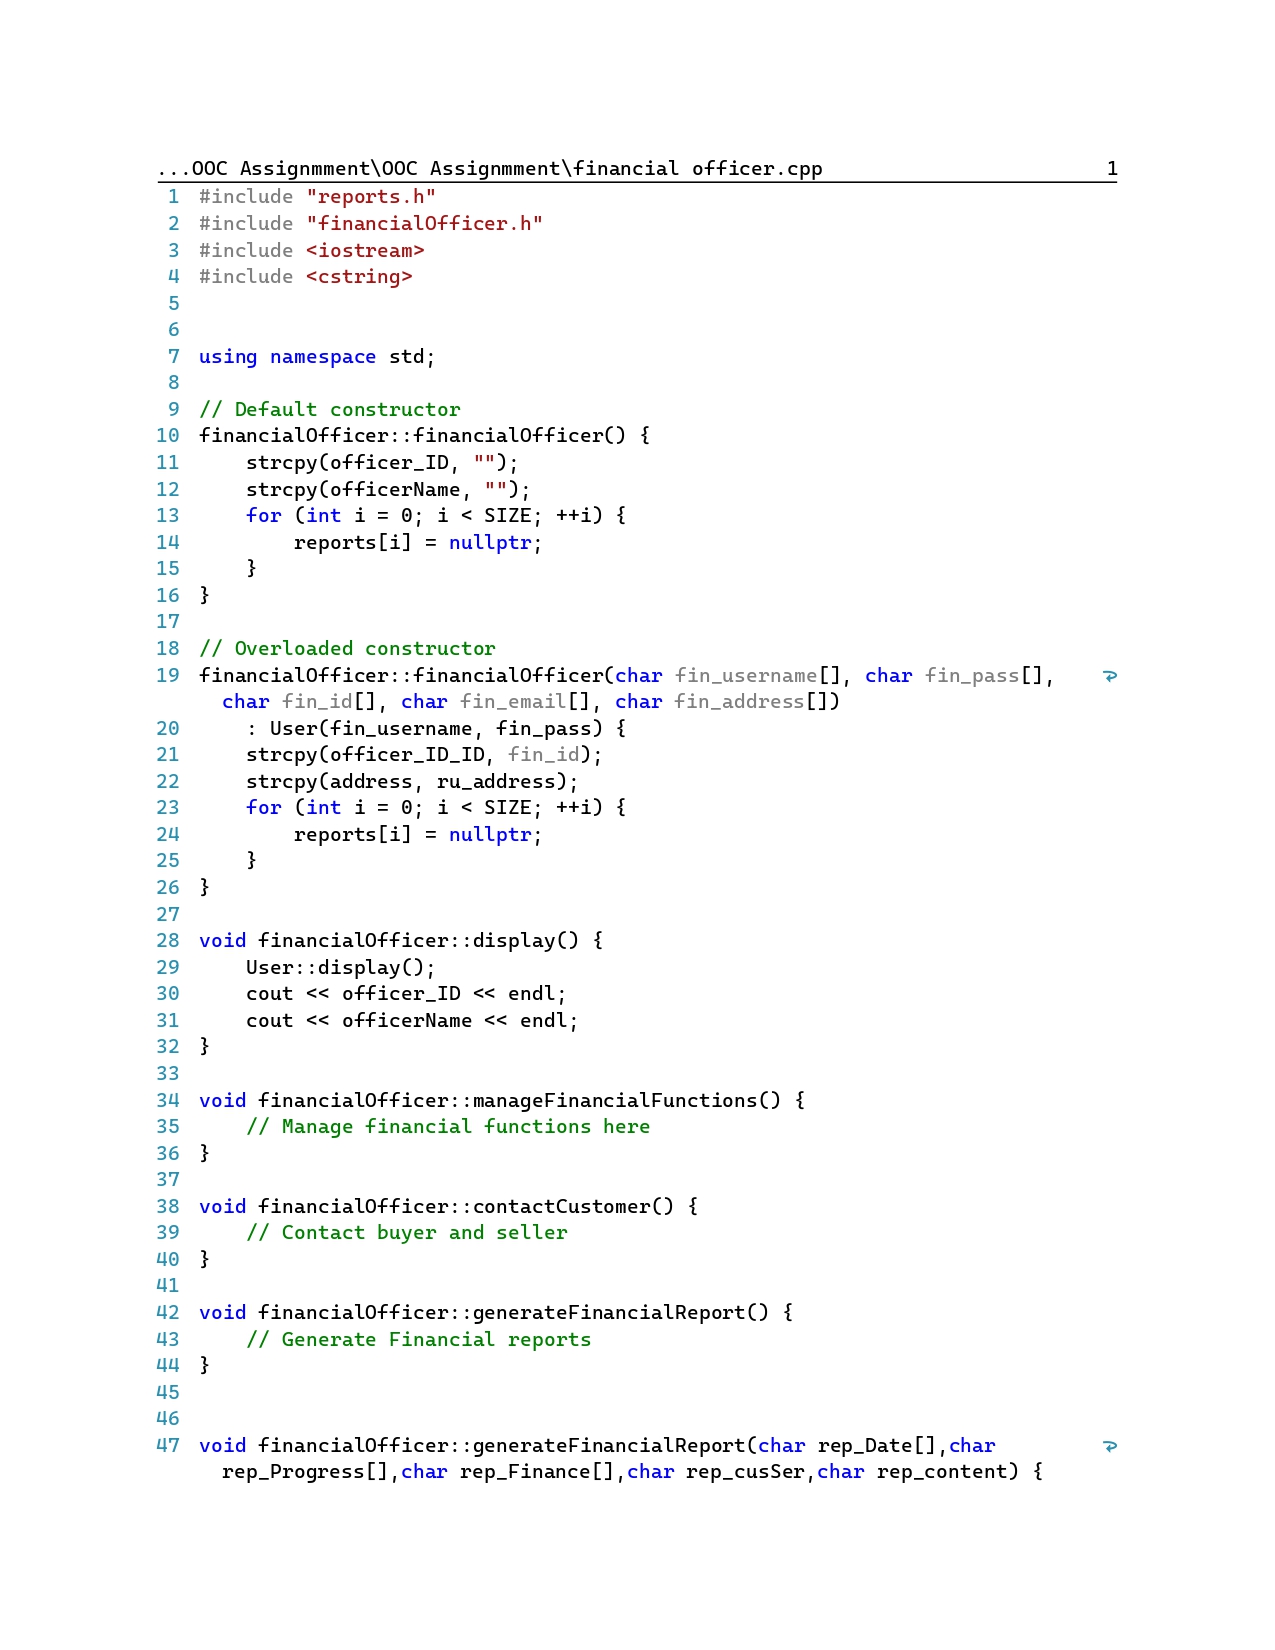 ...OOC Assignmment\OOC Assignmment\financial officer.cpp 1
1 #include "reports.h"
2 #include "financialOfficer.h"
3 #include <iostream>
4 #include <cstring>
5
6
7 using namespace std;
8
9 // Default constructor
10 financialOfficer::financialOfficer() {
11     strcpy(officer_ID, "");
12     strcpy(officerName, "");
13     for (int i = 0; i < SIZE; ++i) {
14         reports[i] = nullptr;
15     }
16 }
17
18 // Overloaded constructor
19 financialOfficer::financialOfficer(char fin_username[], char fin_pass[],
  char fin_id[], char fin_email[], char fin_address[])
20     : User(fin_username, fin_pass) {
21     strcpy(officer_ID_ID, fin_id);
22     strcpy(address, ru_address);
23     for (int i = 0; i < SIZE; ++i) {
24         reports[i] = nullptr;
25     }
26 }
27
28 void financialOfficer::display() {
29     User::display();
30     cout << officer_ID << endl;
31     cout << officerName << endl;
32 }
33
34 void financialOfficer::manageFinancialFunctions() {
35     // Manage financial functions here
36 }
37
38 void financialOfficer::contactCustomer() {
39     // Contact buyer and seller
40 }
41
42 void financialOfficer::generateFinancialReport() {
43     // Generate Financial reports
44 }
45
46
47 void financialOfficer::generateFinancialReport(char rep_Date[],char
  rep_Progress[],char rep_Finance[],char rep_cusSer,char rep_content) {